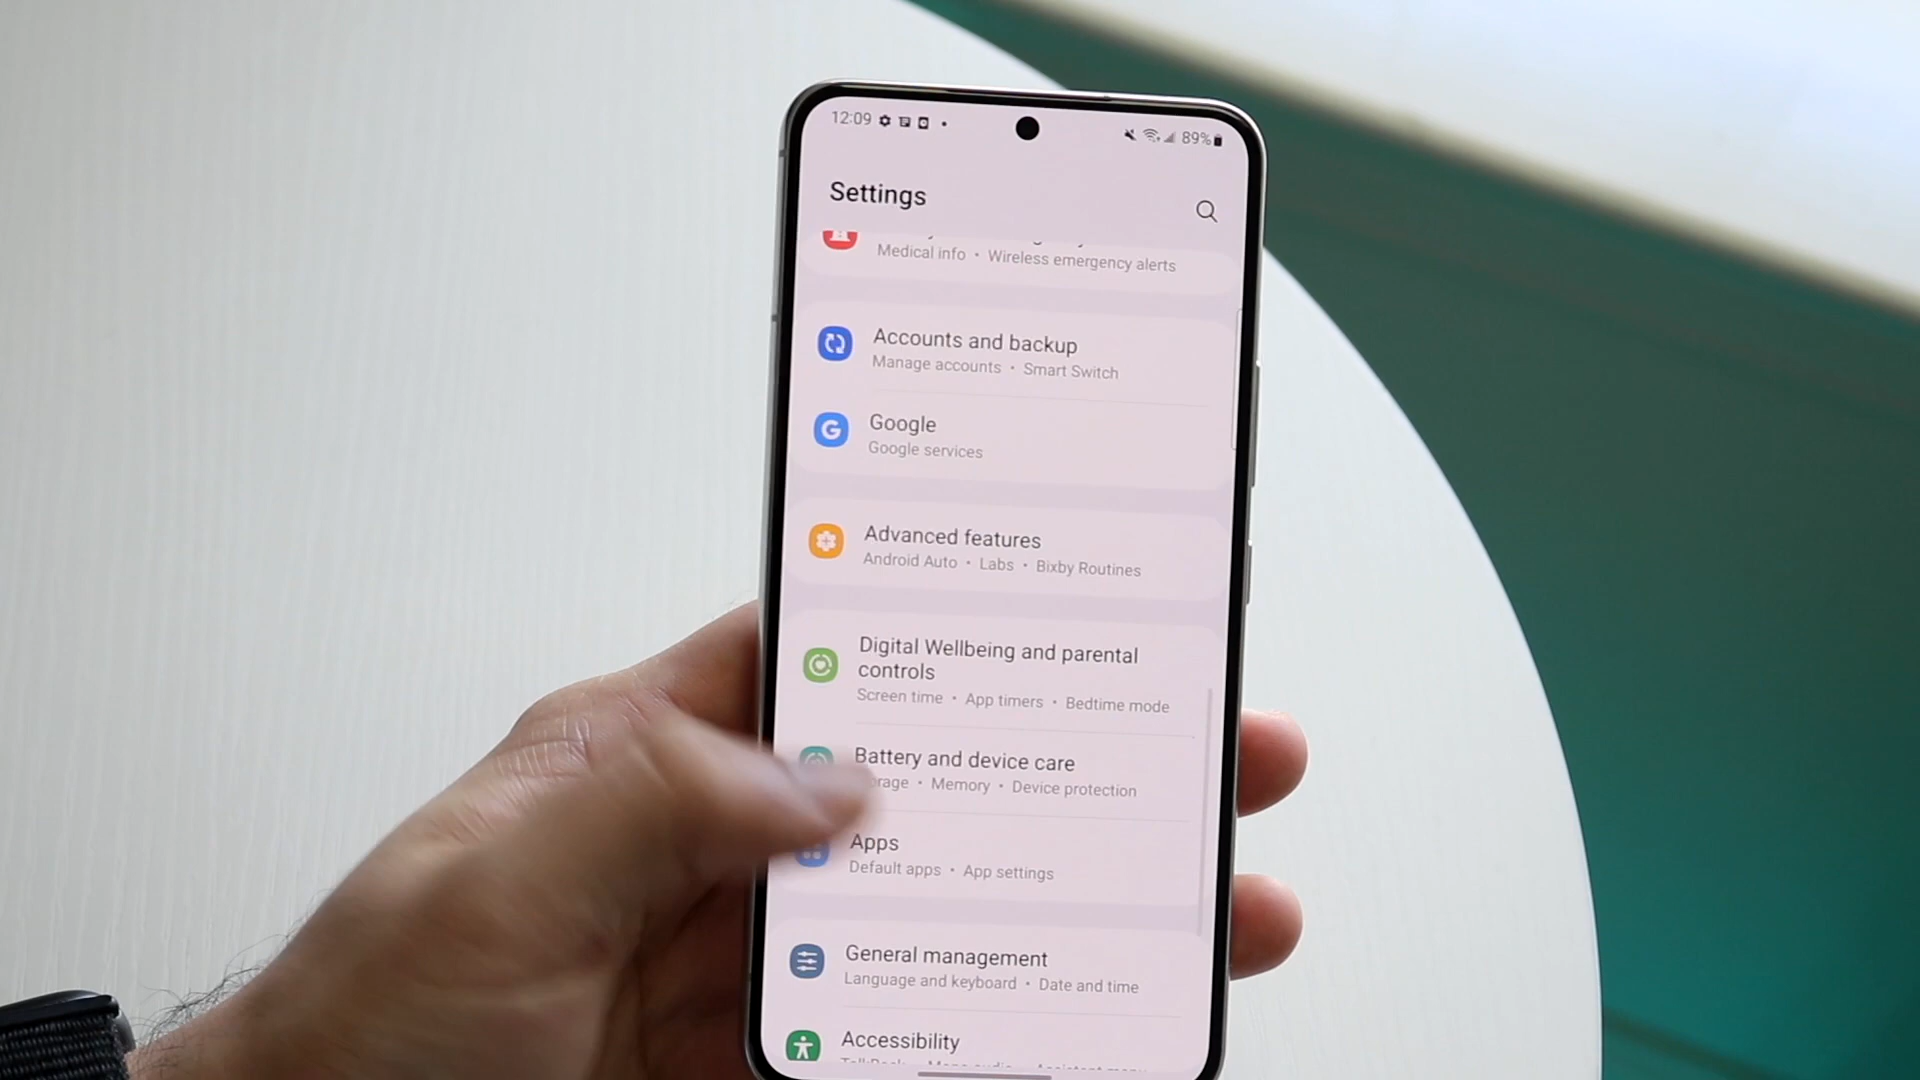 12:09
89%
Settings
Medical info • Wireless emergency alerts
Accounts and backup
Manage accounts • Smart Switch
G
Google
Google services
Advanced features
Android Auto • Labs • Bixby Routines
Digital Wellbeing and parental
controls
Screen time • App timers • Bedtime mode
Battery and device care
• Memory • Device protection
Apps
Default apps • App settings
General management
Language and keyboard • Date and time
Accessibility